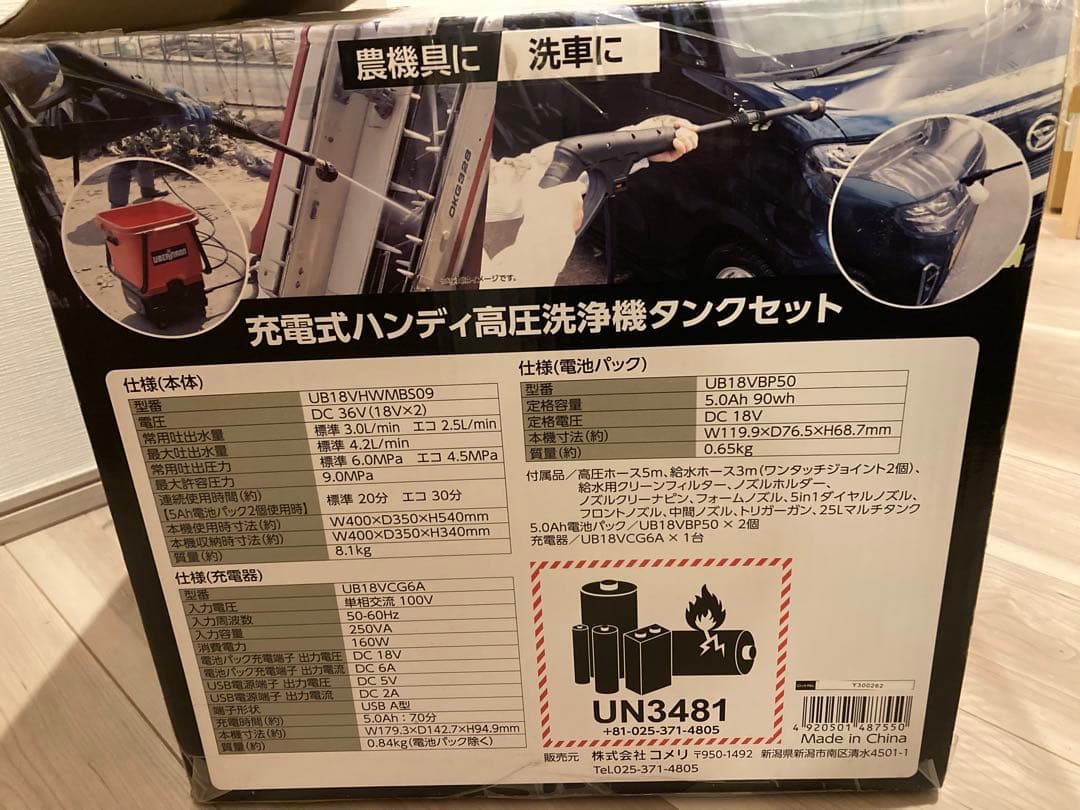 農機具に
洗車に
OKG328
UBERMANN
充電式ハンディ高圧洗浄機タンクセット
仕様(本体)
型番 UB18VHWMBS09
電圧 DC 36V(18V×2)
常用吐出水量 標準 3.0L/min エコ 2.5L/min
最大吐出水量 標準 4.2L/min
常用吐出圧力 標準 6.0MPa エコ 4.5MPa
最大許容圧力 9.0MPa
連続使用時間(約)
【5Ah電池パック2個使用時】 標準 20分 エコ 30分
本機使用時寸法(約) W400×D350×H540mm
本機収納時寸法(約) W400×D350×H340mm
質量(約) 8.1kg
仕様(充電器)
型番 UB18VCG6A
入力電圧 単相交流 100V
入力周波数 50-60Hz
入力容量 250VA
消費電力 160W
電池パック充電端子 出力電圧 DC 18V
電池パック充電端子 出力電流 DC 6A
USB電源端子 出力電圧 DC 5V
USB電源端子 出力電流 DC 2A
端子形状 USB A型
充電時間(約) 5.0Ah：70分
本機寸法(約) W179.3×D142.7×H94.9mm
質量(約) 0.84kg(電池パック除く)
仕様(電池パック)
型番 UB18VBP50
定格容量 5.0Ah 90wh
定格電圧 DC 18V
本機寸法(約) W119.9×D76.5×H68.7mm
質量(約) 0.65kg
付属品／高圧ホース5m、給水ホース3m(ワンタッチジョイント2個)、
給水用クリーンフィルター、ノズルホルダー、
ノズルクリーナピン、フォームノズル、5in1ダイヤルノズル、
フロントノズル、中間ノズル、トリガーガン、25Lマルチタンク
5.0Ah電池パック／UB18VBP50 × 2個
充電器／UB18VCG6A × 1台
UN3481
+81-025-371-4805
Y300262
4 920501 487550
Made in China
販売元 株式会社 コメリ 〒950-1492 新潟県新潟市南区清水4501-1
Tel.025-371-4805